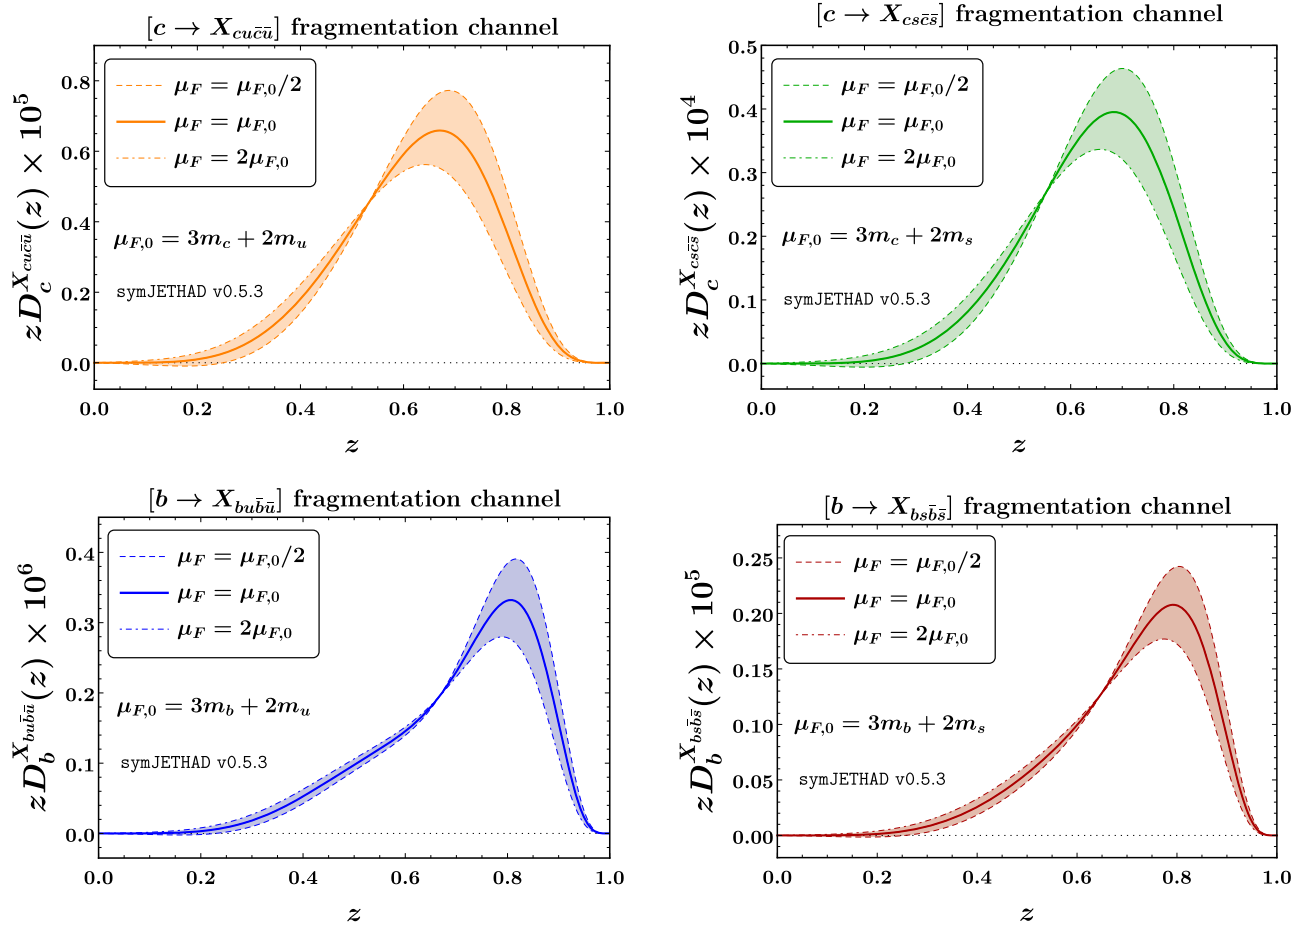 [c → X_{cuc̄ū}] fragmentation channel
zD_c^{X_{cuc̄ū}}(z) × 10^5
μ_F = μ_{F,0}/2
μ_F = μ_{F,0}
μ_F = 2μ_{F,0}
μ_{F,0} = 3m_c + 2m_u
symJETHAD v0.5.3
0.8
0.6
0.4
0.2
0.0
0.0 0.2 0.4 0.6 0.8 1.0
z
[c → X_{csc̄s̄}] fragmentation channel
zD_c^{X_{csc̄s̄}}(z) × 10^4
μ_F = μ_{F,0}/2
μ_F = μ_{F,0}
μ_F = 2μ_{F,0}
μ_{F,0} = 3m_c + 2m_s
symJETHAD v0.5.3
0.5
0.4
0.3
0.2
0.1
0.0
0.0 0.2 0.4 0.6 0.8 1.0
z
[b → X_{bub̄ū}] fragmentation channel
zD_b^{X_{bub̄ū}}(z) × 10^6
μ_F = μ_{F,0}/2
μ_F = μ_{F,0}
μ_F = 2μ_{F,0}
μ_{F,0} = 3m_b + 2m_u
symJETHAD v0.5.3
0.4
0.3
0.2
0.1
0.0
0.0 0.2 0.4 0.6 0.8 1.0
z
[b → X_{bsb̄s̄}] fragmentation channel
zD_b^{X_{bsb̄s̄}}(z) × 10^5
μ_F = μ_{F,0}/2
μ_F = μ_{F,0}
μ_F = 2μ_{F,0}
μ_{F,0} = 3m_b + 2m_s
symJETHAD v0.5.3
0.25
0.20
0.15
0.10
0.05
0.00
0.0 0.2 0.4 0.6 0.8 1.0
z